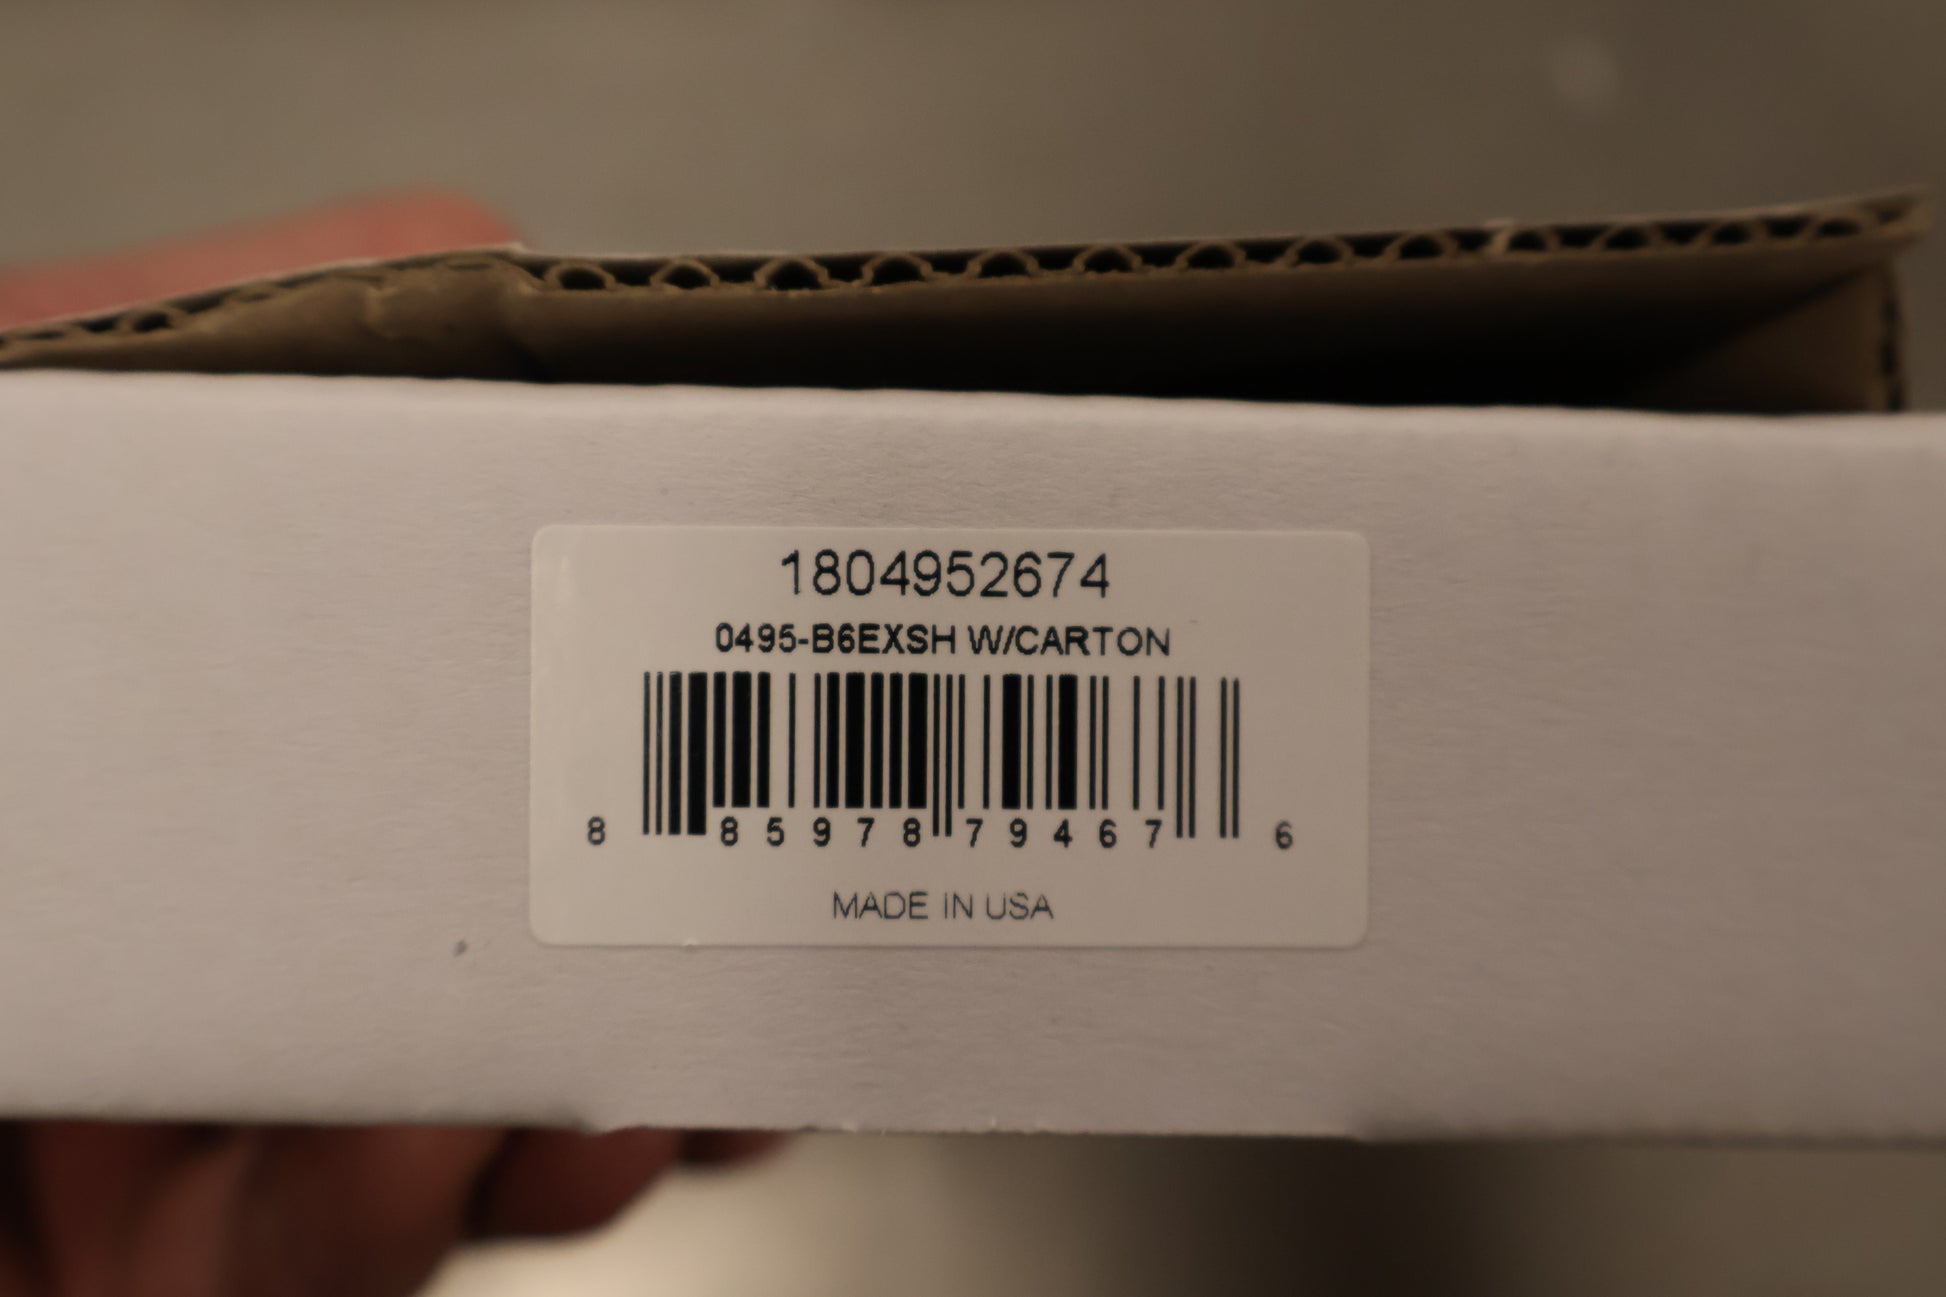 1804952674
0495-B6EXSH W/CARTON
8 85978 79467 6
MADE IN USA